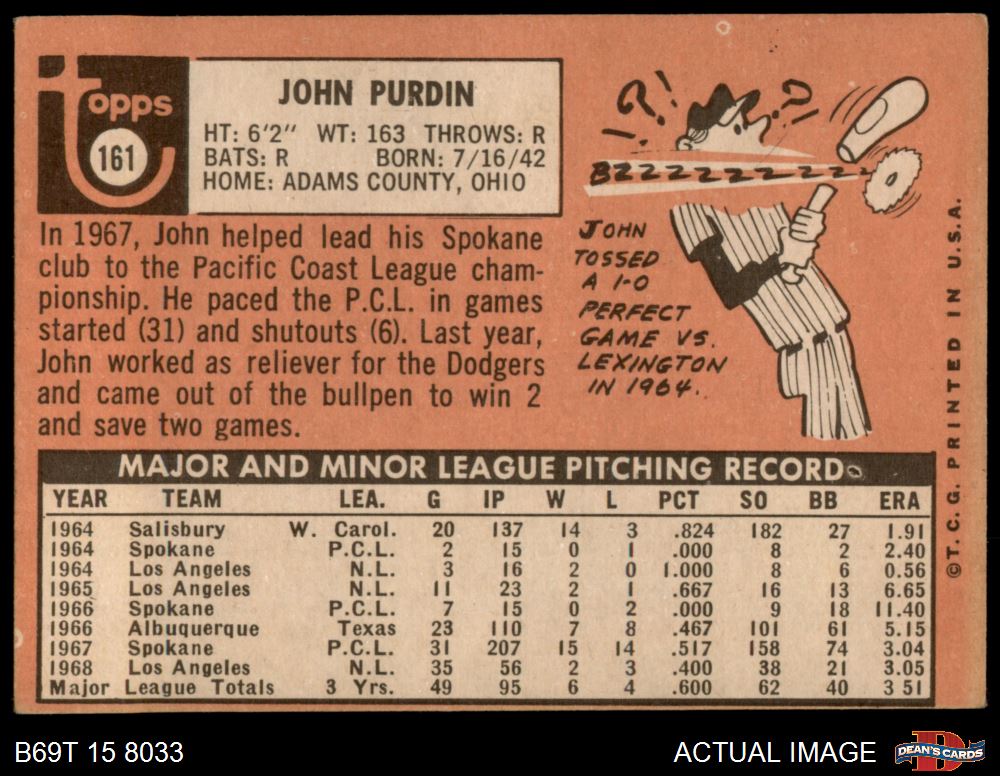 Topps
161
JOHN PURDIN
HT: 6'2" WT: 163 THROWS: R
BATS: R BORN: 7/16/42
HOME: ADAMS COUNTY, OHIO
In 1967, John helped lead his Spokane
club to the Pacific Coast League cham-
pionship. He paced the P.C.L. in games
started (31) and shutouts (6). Last year,
John worked as reliever for the Dodgers
and came out of the bullpen to win 2
and save two games.
?! ?
BZZZZZZZZZZ
JOHN
TOSSED
A 1-0
PERFECT
GAME VS.
LEXINGTON
IN 1964.
MAJOR AND MINOR LEAGUE PITCHING RECORD
YEAR TEAM LEA. G IP W L PCT SO BB ERA
1964 Salisbury W. Carol. 20 137 14 3 .824 182 27 1.91
1964 Spokane P.C.L. 2 15 0 1 .000 8 2 2.40
1964 Los Angeles N.L. 3 16 2 0 1.000 8 6 0.56
1965 Los Angeles N.L. 11 23 2 1 .667 16 13 6.65
1966 Spokane P.C.L. 7 15 0 2 .000 9 18 11.40
1966 Albuquerque Texas 23 110 7 8 .467 101 61 5.15
1967 Spokane P.C.L. 31 207 15 14 .517 158 74 3.04
1968 Los Angeles N.L. 35 56 2 3 .400 38 21 3.05
Major League Totals 3 Yrs. 49 95 6 4 .600 62 40 3 51
©T. C. G. PRINTED IN U.S.A.
B69T 15 8033
ACTUAL IMAGE
DEAN'S CARDS